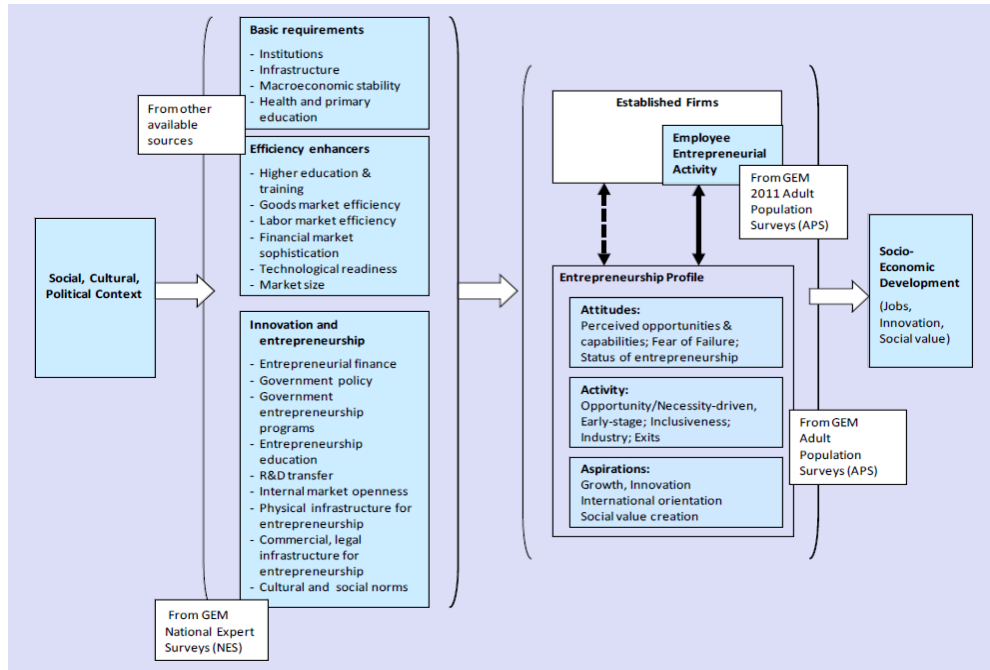 Social, Cultural,
Political Context
Basic requirements
- Institutions
- Infrastructure
- Macroeconomic stability
- Health and primary
education
From other
available
sources
Efficiency enhancers
- Higher education &
training
- Goods market efficiency
- Labor market efficiency
- Financial market
sophistication
- Technological readiness
- Market size
Innovation and
entrepreneurship
- Entrepreneurial finance
- Government policy
- Government
entrepreneurship
programs
- Entrepreneurship
education
- R&D transfer
- Internal market openness
- Physical infrastructure for
entrepreneurship
- Commercial, legal
infrastructure for
entrepreneurship
- Cultural and social norms
From GEM
National Expert
Surveys (NES)
Established Firms
Employee
Entrepreneurial
Activity
From GEM
2011 Adult
Population
Surveys (APS)
Entrepreneurship Profile
Attitudes:
Perceived opportunities &
capabilities; Fear of Failure;
Status of entrepreneurship
Activity:
Opportunity/Necessity-driven,
Early-stage; Inclusiveness;
Industry; Exits
Aspirations:
Growth, Innovation
International orientation
Social value creation
From GEM
Adult
Population
Surveys (APS)
Socio-
Economic
Development
(Jobs,
Innovation,
Social value)